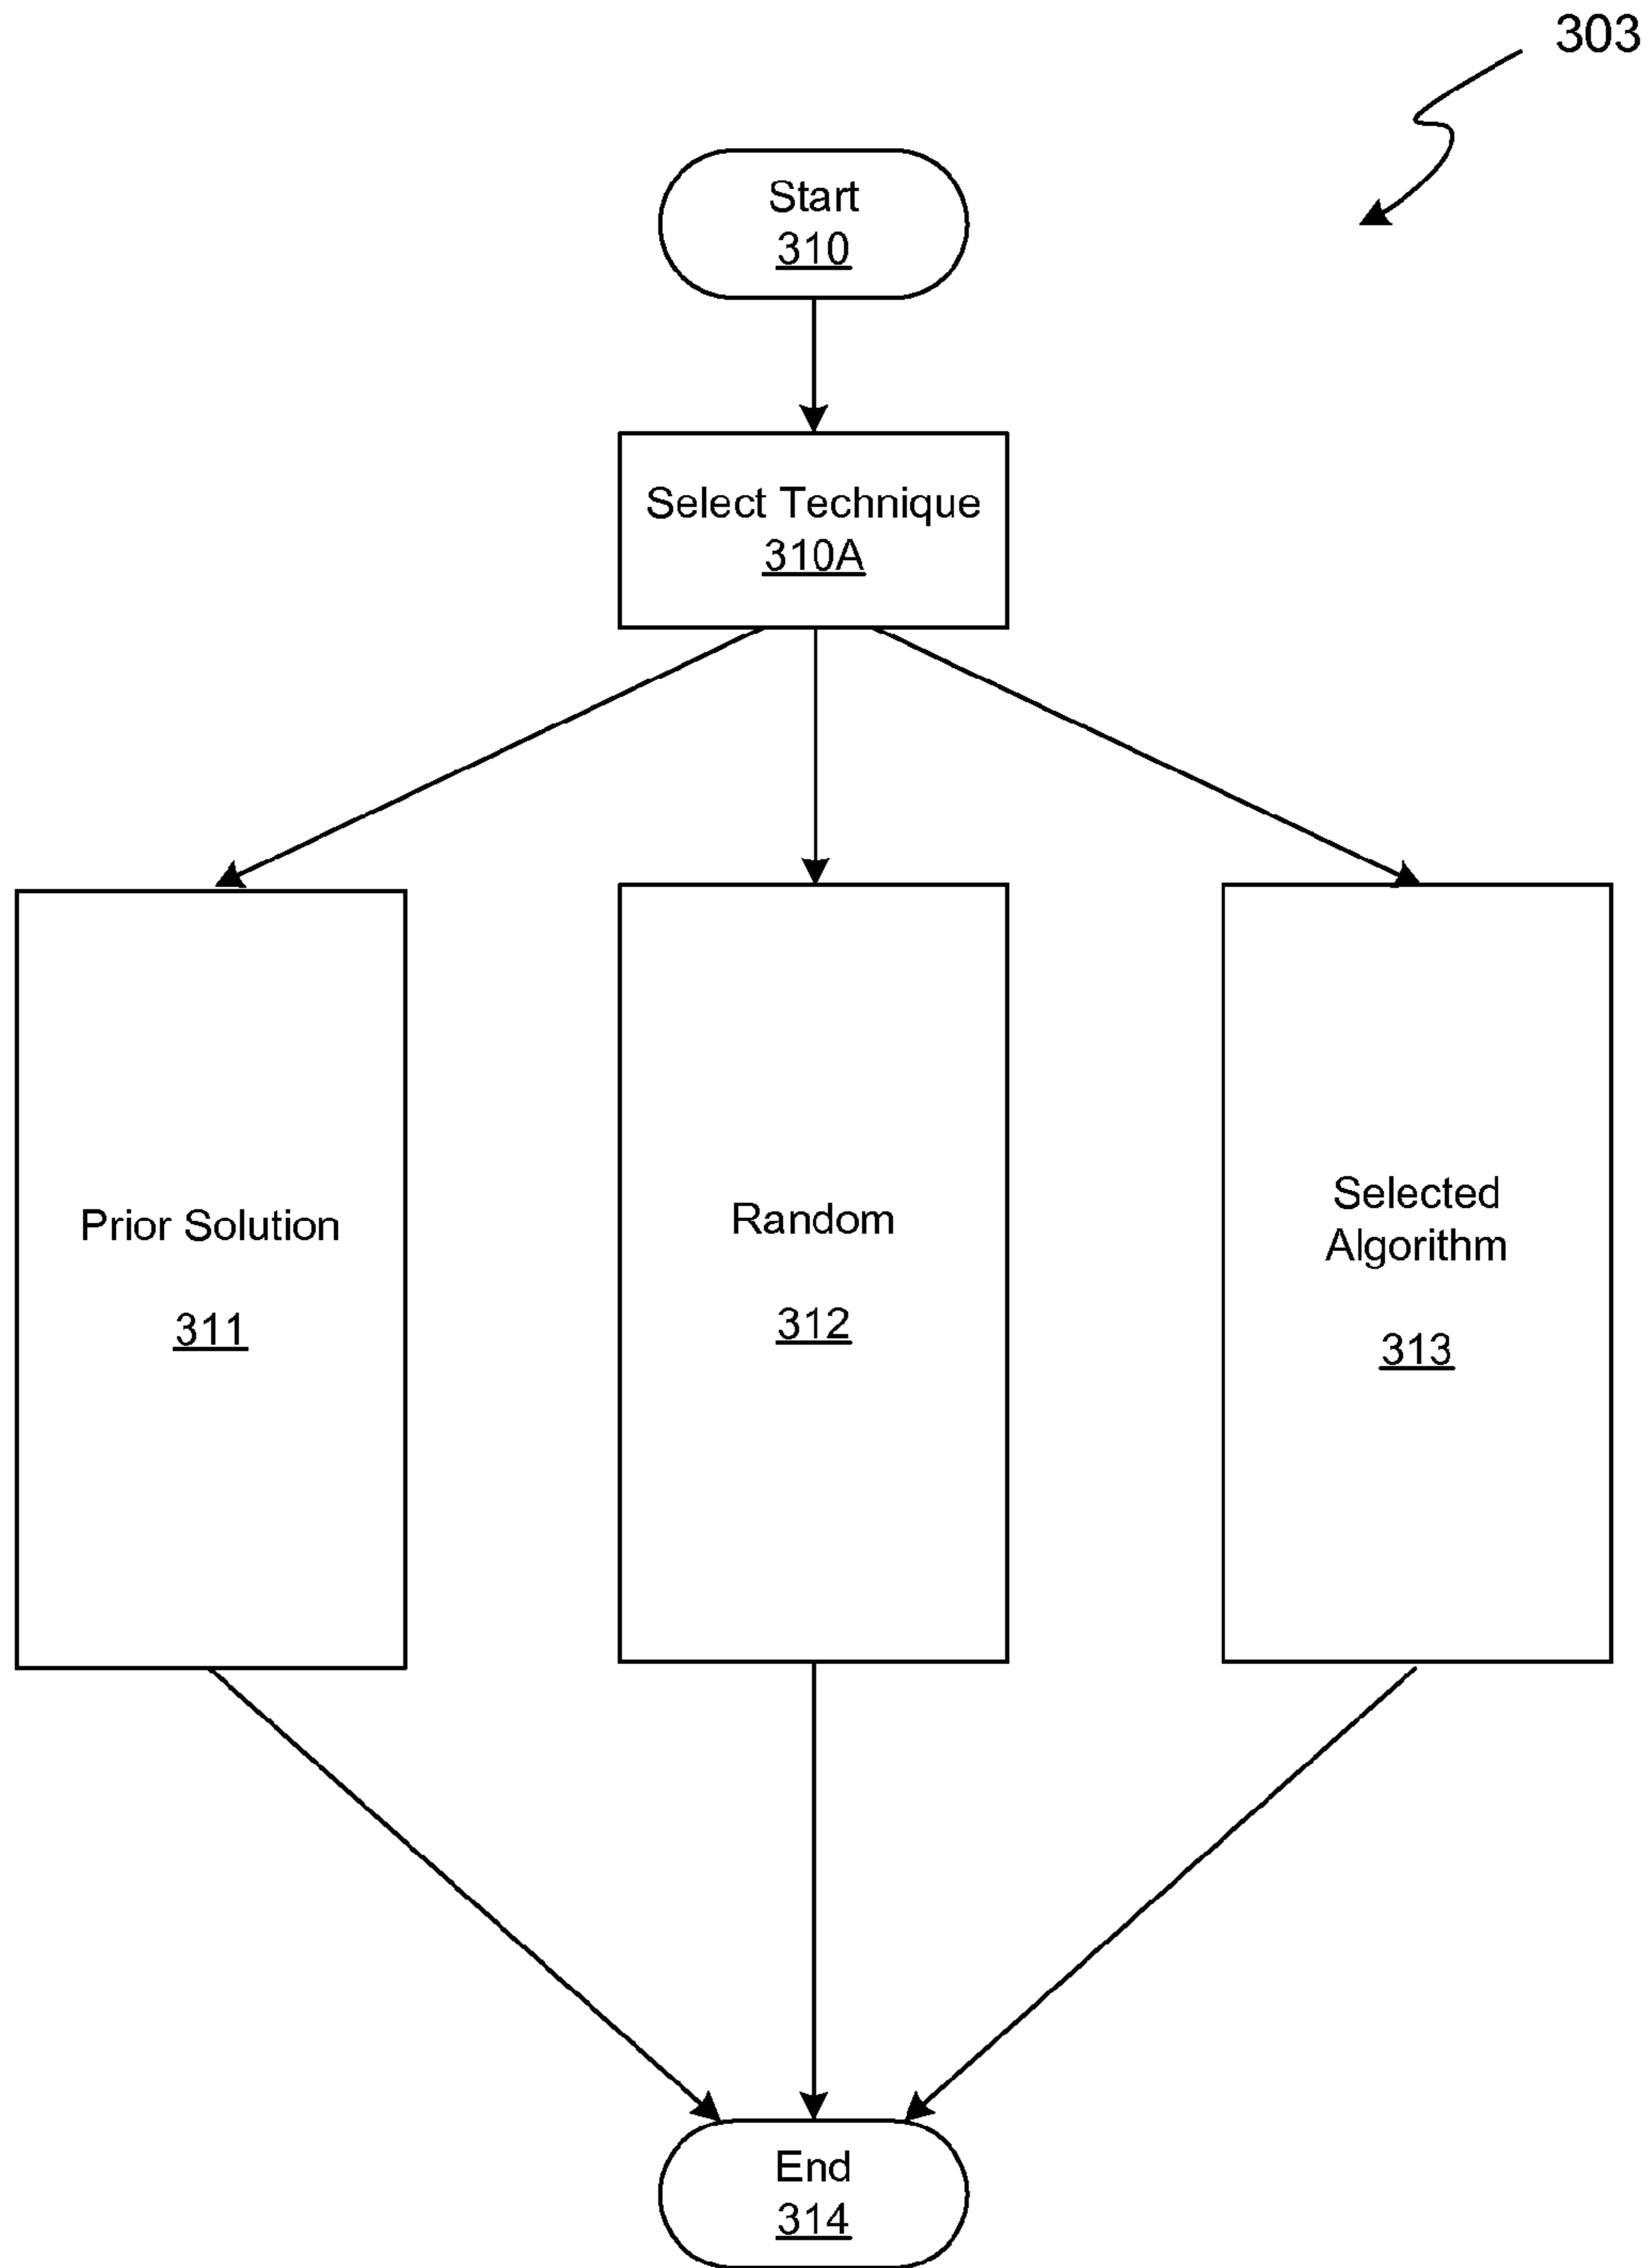 303
Start
310
Select Technique
310A
Prior Solution
311
Random
312
Selected
Algorithm
313
End
314